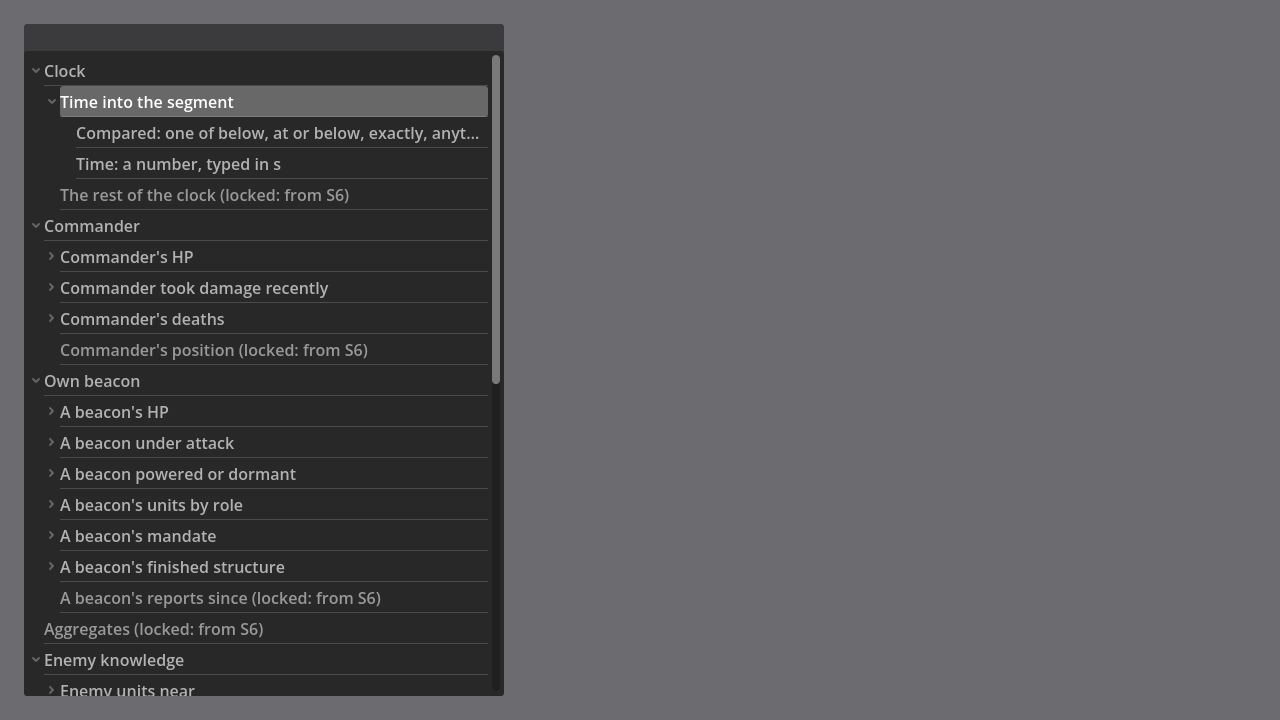 Clock
Time into the segment
Compared: one of below, at or below, exactly, anyt...
Time: a number, typed in s
The rest of the clock (locked: from S6)
Commander
Commander's HP
Commander took damage recently
Commander's deaths
Commander's position (locked: from S6)
Own beacon
A beacon's HP
A beacon under attack
A beacon powered or dormant
A beacon's units by role
A beacon's mandate
A beacon's finished structure
A beacon's reports since (locked: from S6)
Aggregates (locked: from S6)
Enemy knowledge
Enemy units near